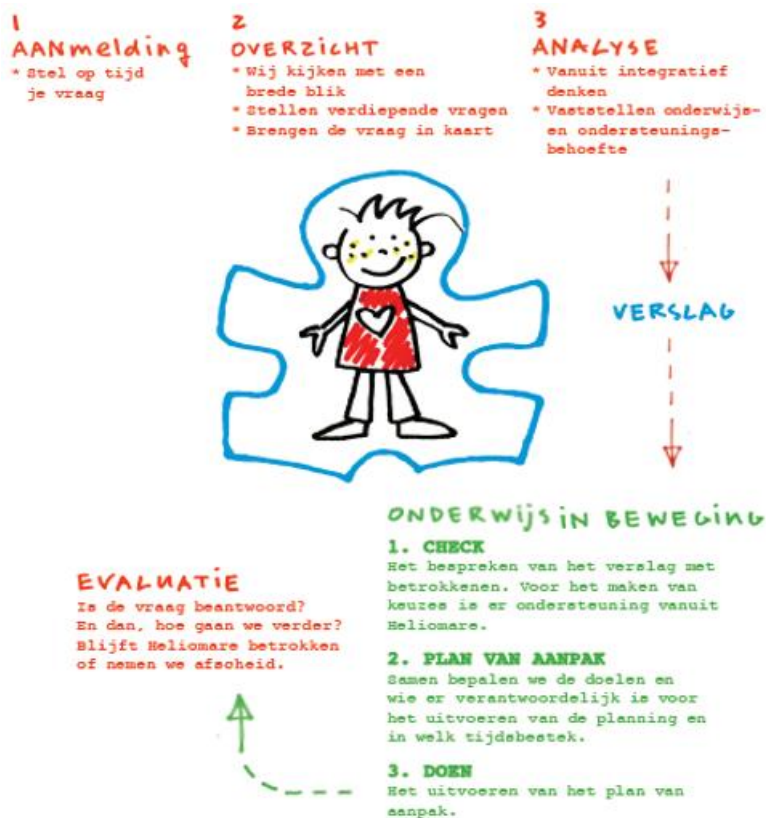 1
AANmelding
* Stel op tijd
je vraag
2
OVERZICHT
* Wij kijken met een
brede blik
* Stellen verdiepende vragen
* Brengen de vraag in kaart
3
ANALYSE
* Vanuit integratief
denken
* Vaststellen onderwijs-
en ondersteunings-
behoefte
VERSLAG
ONDERWijs iN BEWEGiNG
1. CHECK
Het bespreken van het verslag met
betrokkenen. Voor het maken van
keuzes is er ondersteuning vanuit
Heliomare.
2. PLAN VAN AANPAK
Samen bepalen we de doelen en
wie er verantwoordelijk is voor
het uitvoeren van de planning en
in welk tijdsbestek.
3. DOEN
Het uitvoeren van het plan van
aanpak.
EVALUATIE
Is de vraag beantwoord?
En dan, hoe gaan we verder?
Blijft Heliomare betrokken
of nemen we afscheid.